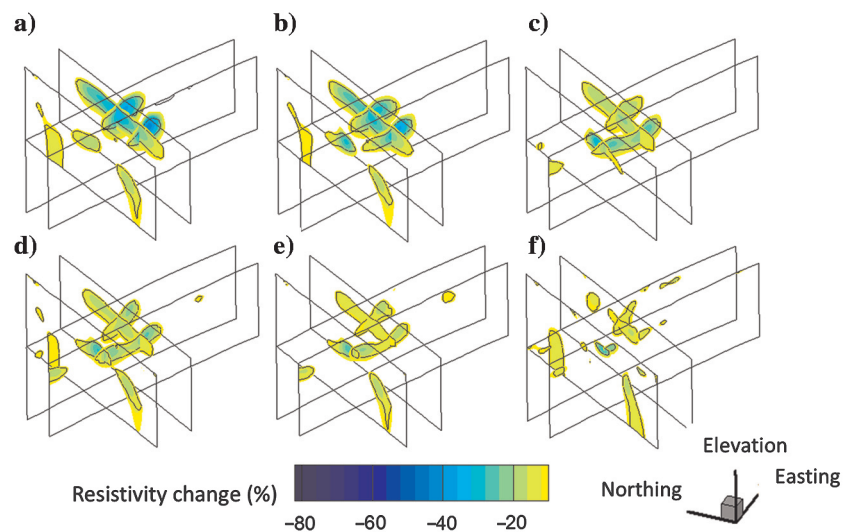 a)
b)
c)
d)
e)
f)
Elevation
Northing
Easting
Resistivity change (%)
−80 −60 −40 −20